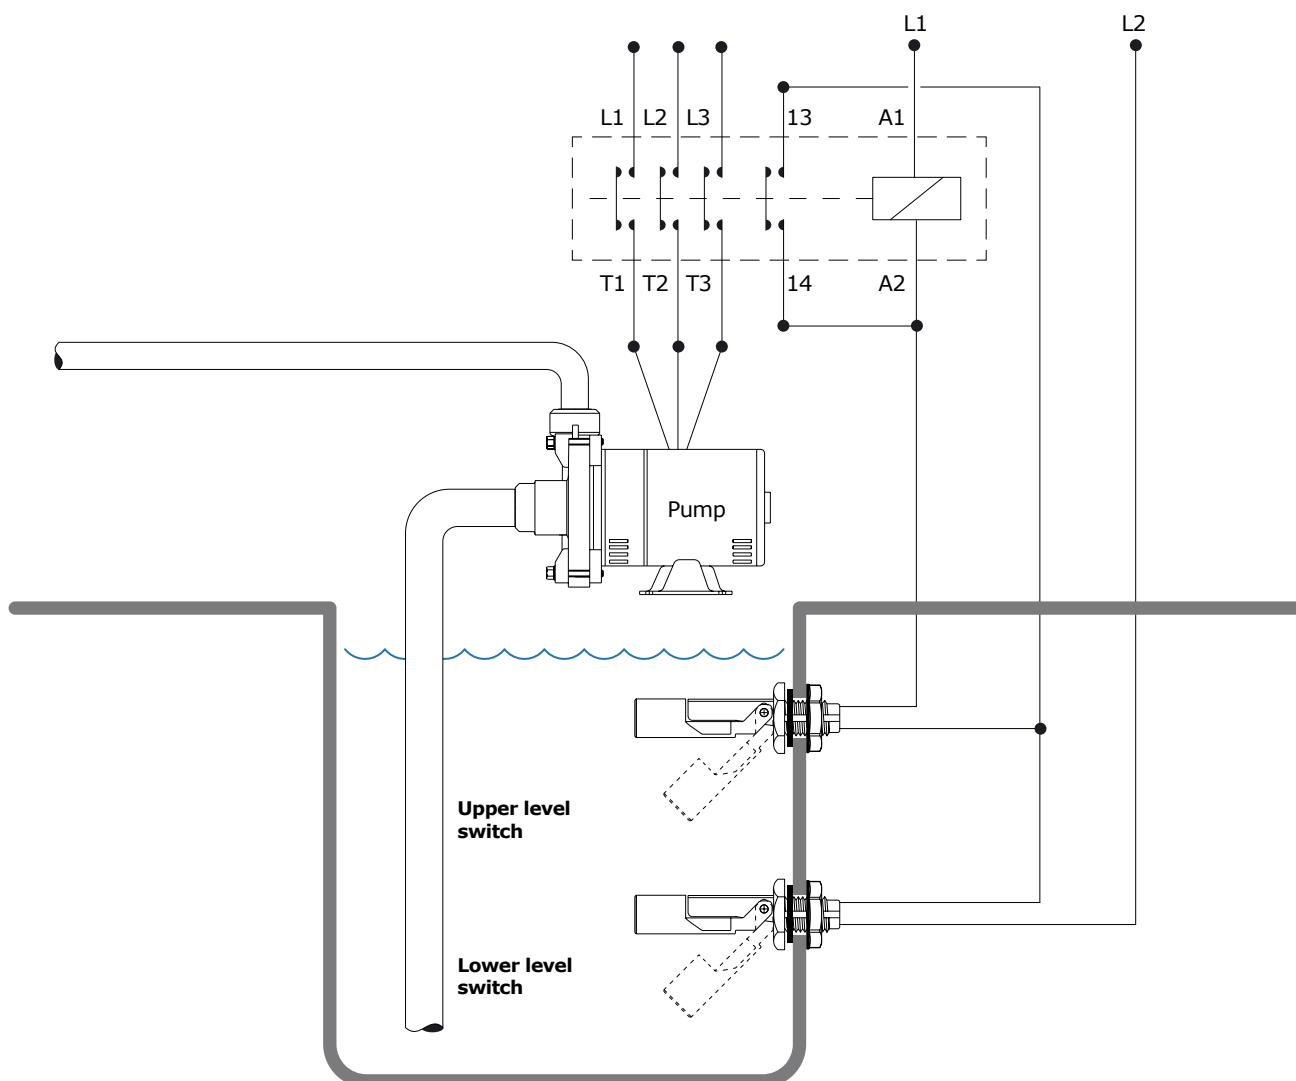 L1
L2
L1
L2
L3
13
A1
T1
T2
T3
14
A2
Pump
Upper level
switch
Lower level
switch